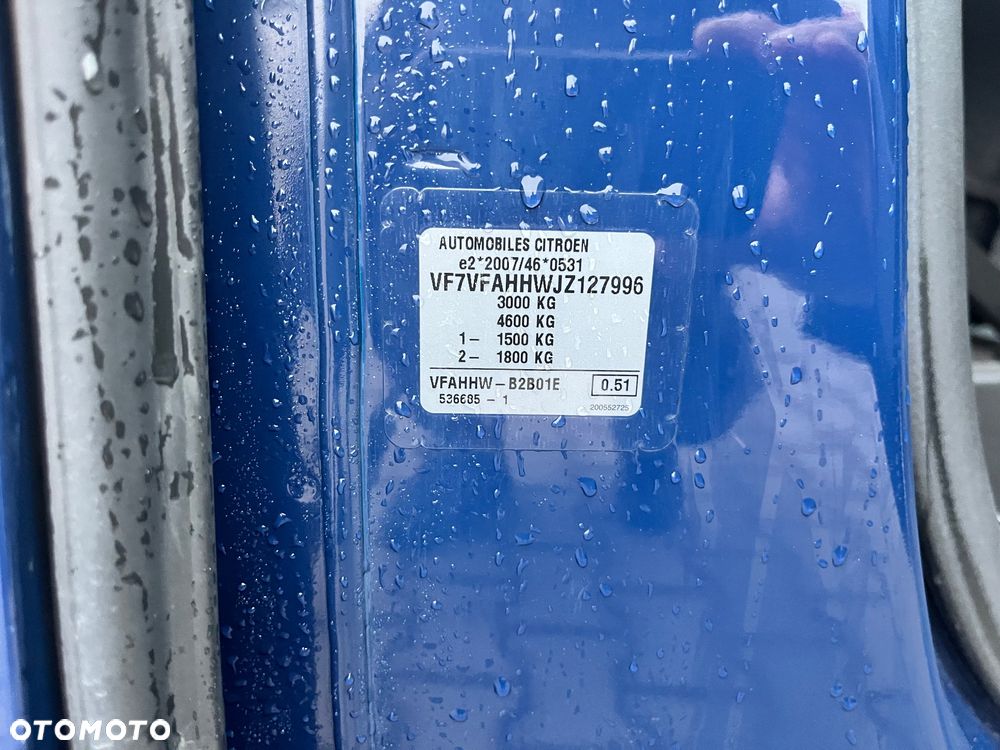 AUTOMOBILES CITROEN
e2*2007/46*0531
VF7VFAHHWJZ127996
3000 KG
4600 KG
1- 1500 KG
2- 1800 KG
VFAHHW-B2B01E 0.51
536685 - 1 200552725
OTOMOTO